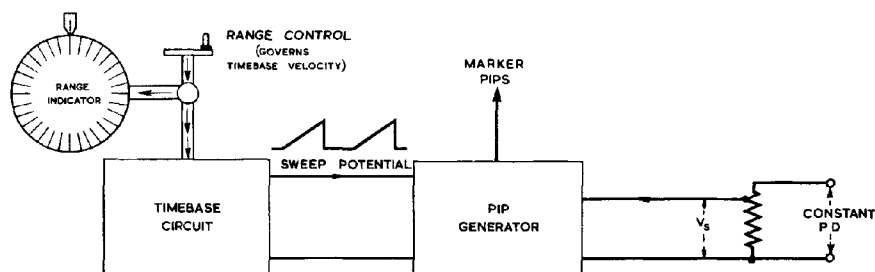 RANGE CONTROL
(GOVERNS
TIMEBASE VELOCITY)
RANGE
INDICATOR
MARKER
PIPS
SWEEP POTENTIAL
TIMEBASE
CIRCUIT
PIP
GENERATOR
Vs
CONSTANT
P D